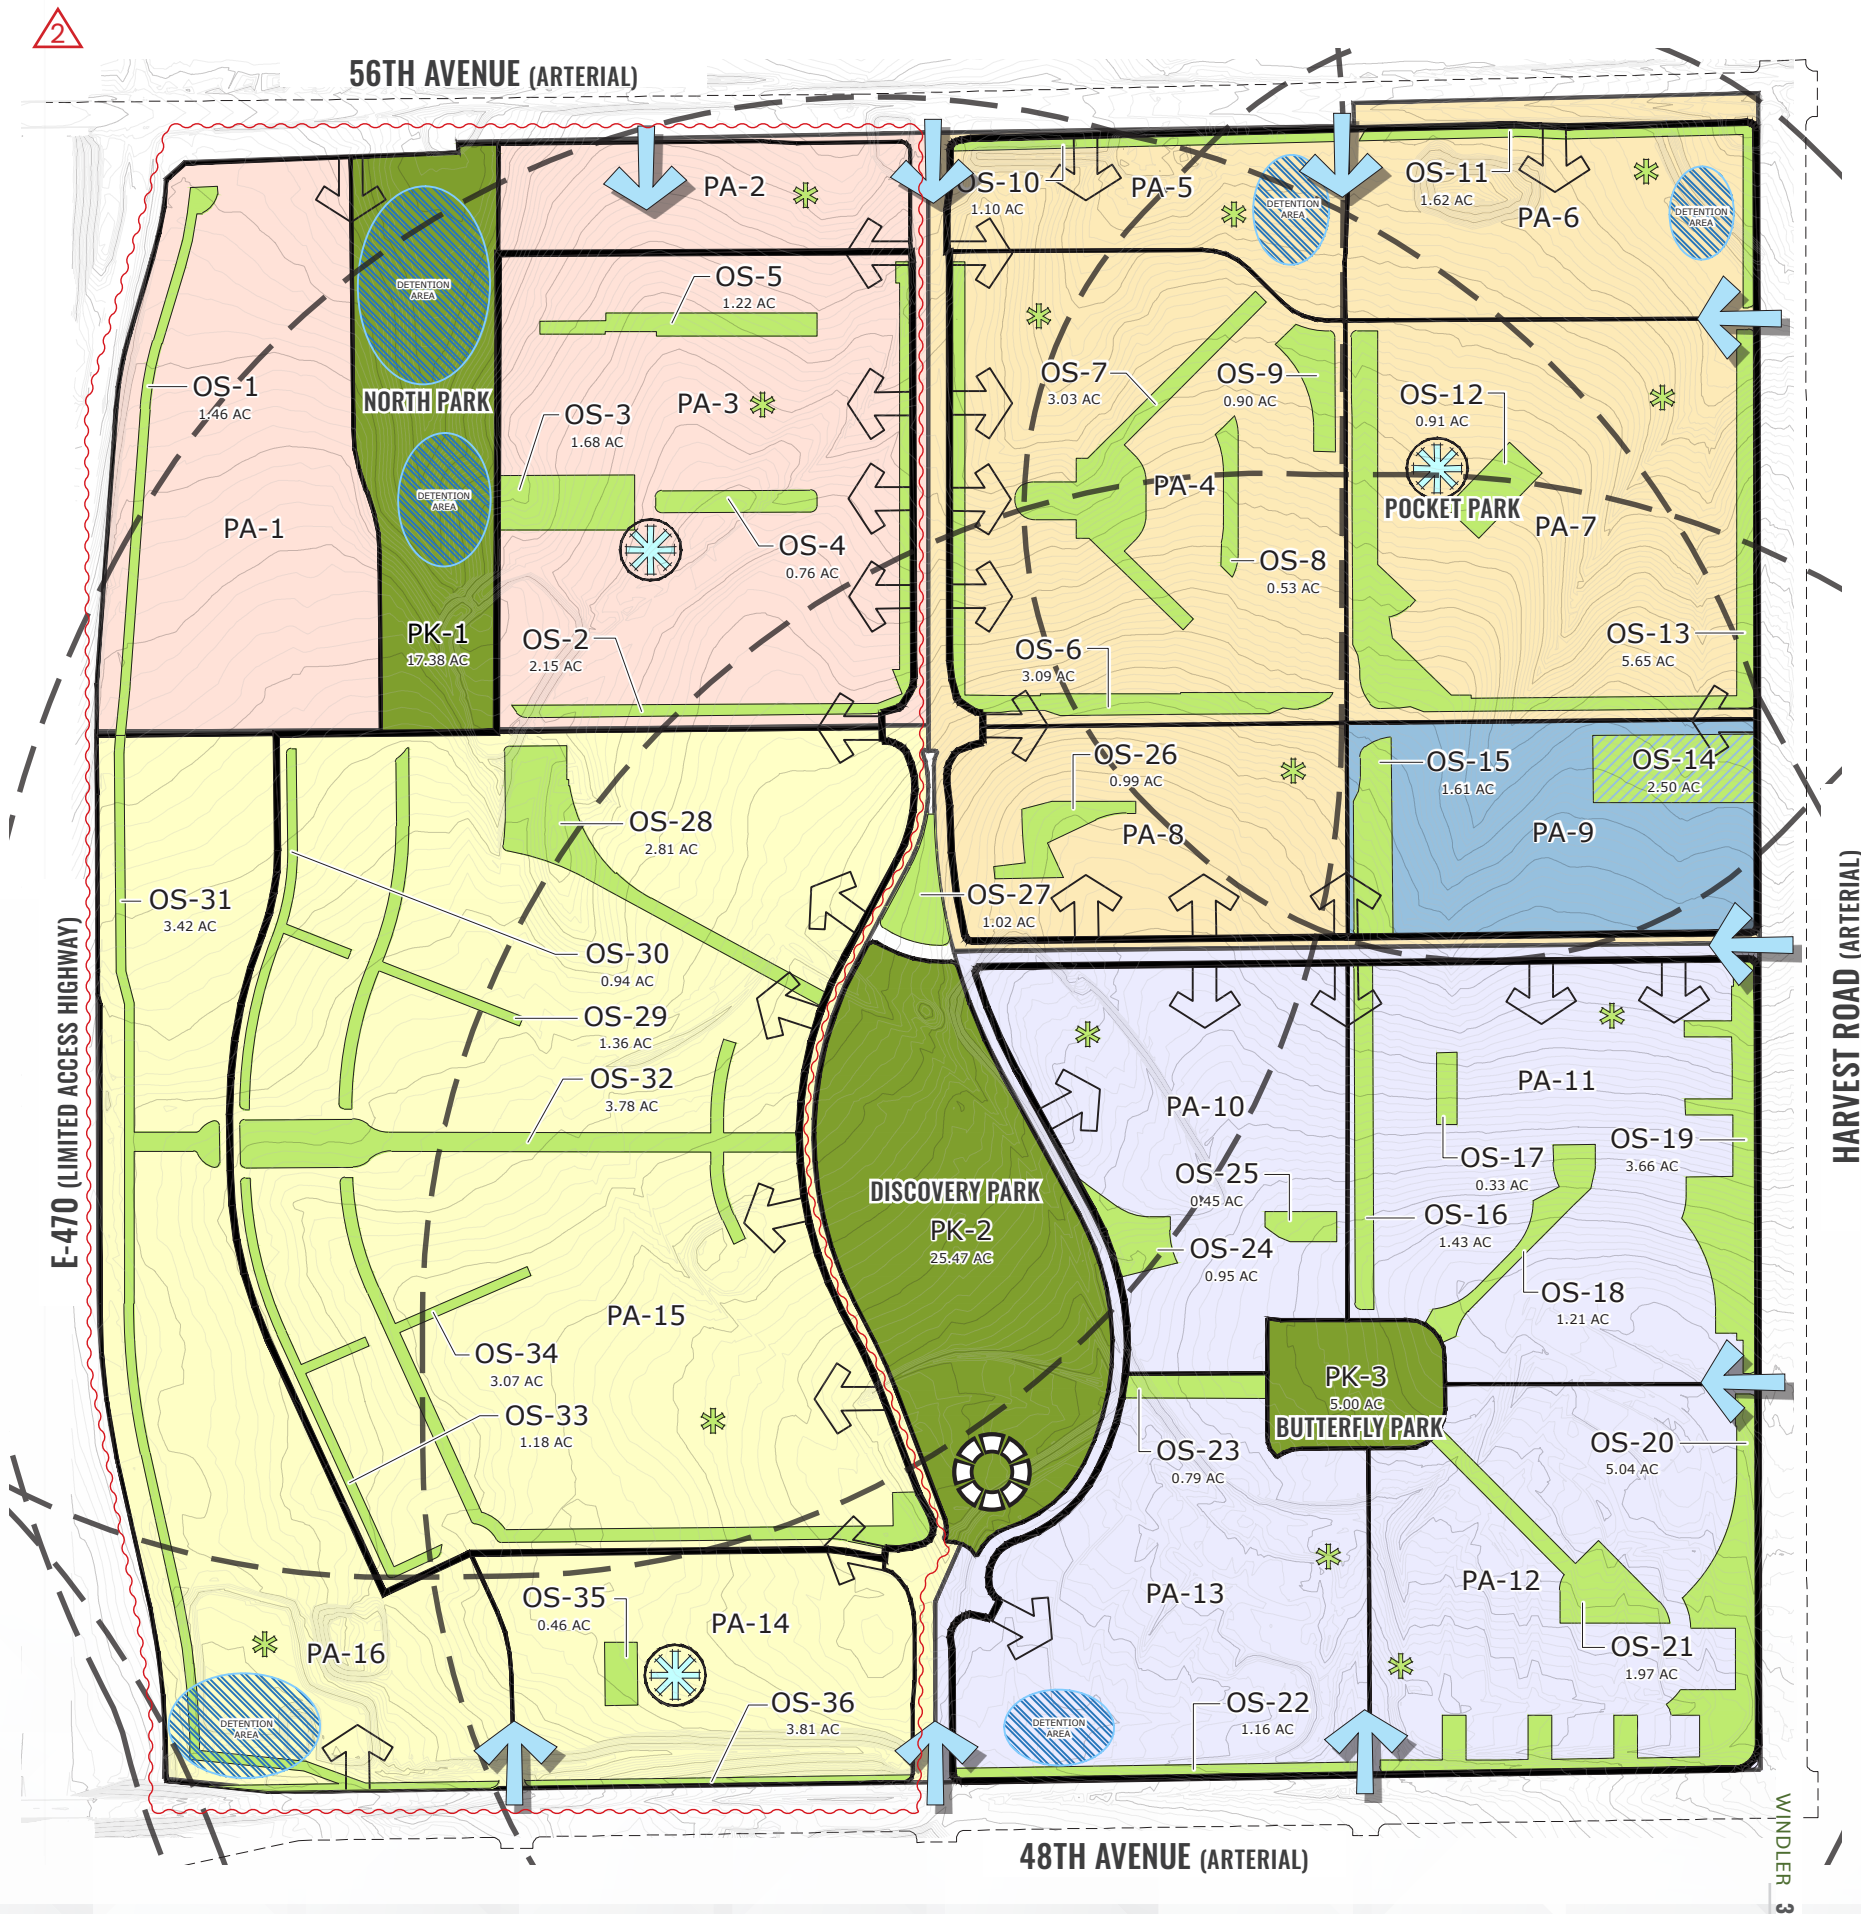 2
56TH AVENUE (ARTERIAL)
PA-2
OS-10
1.10 AC
PA-5
DETENTION
AREA
OS-11
1.62 AC
PA-6
DETENTION
AREA
DETENTION
AREA
OS-5
1.22 AC
OS-1
1.46 AC
NORTH PARK
PA-3
OS-3
1.68 AC
OS-7
3.03 AC
OS-9
0.90 AC
OS-12
0.91 AC
DETENTION
AREA
PA-4
POCKET PARK
PA-1
PA-7
OS-4
0.76 AC
OS-8
0.53 AC
PK-1
17.38 AC
OS-2
2.15 AC
OS-6
3.09 AC
OS-13
5.65 AC
OS-26
0.99 AC
OS-15
1.61 AC
OS-14
2.50 AC
OS-28
2.81 AC
PA-8
PA-9
OS-31
3.42 AC
OS-27
1.02 AC
OS-30
0.94 AC
OS-29
1.36 AC
OS-32
3.78 AC
PA-10
PA-11
OS-17
0.33 AC
OS-19
3.66 AC
E-470 (LIMITED ACCESS HIGHWAY)
HARVEST ROAD (ARTERIAL)
DISCOVERY PARK
PK-2
25.47 AC
OS-25
0.45 AC
OS-16
1.43 AC
OS-24
0.95 AC
OS-18
1.21 AC
PA-15
OS-34
3.07 AC
PK-3
5.00 AC
BUTTERFLY PARK
OS-33
1.18 AC
OS-23
0.79 AC
OS-20
5.04 AC
PA-13
PA-12
OS-35
0.46 AC
PA-14
PA-16
OS-21
1.97 AC
DETENTION
AREA
OS-36
3.81 AC
DETENTION
AREA
OS-22
1.16 AC
48TH AVENUE (ARTERIAL)
WINDLER 3